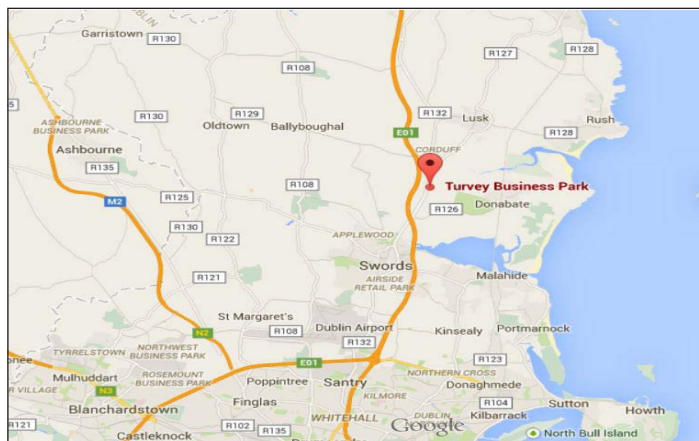 DUBLIN
Garristown
R130
R108
R127
R128
R129
R130
R132
Lusk
Rush
ASHBOURNE
BUSINESS PARK
Oldtown
Ballyboughal
E01
R128
Ashbourne
CORDUFF
R135
Turvey Business Park
M2
R125
R108
R126
Donabate
R130
R122
APPLEWOOD
R121
Swords
AIRSIDE
RETAIL PARK
Malahide
St Margaret's
N2
R108
Dublin Airport
Kinsealy
Portmarnock
R132
TYRRELSTOWN
NORTHWEST
BUSINESS PARK
E01
R123
Mulhuddart
ROSEMOUNT
BUSINESS PARK
Poppintree
Santry
NORTHERN CROSS
Donaghmede
N3
ER VILLAGE
Finglas
KILMORE
R104
Sutton
Howth
Blanchardstown
WHITEHALL
DUBLIN
Kilbarrack
Google
Castleknock
R102
R135
North Bull Island